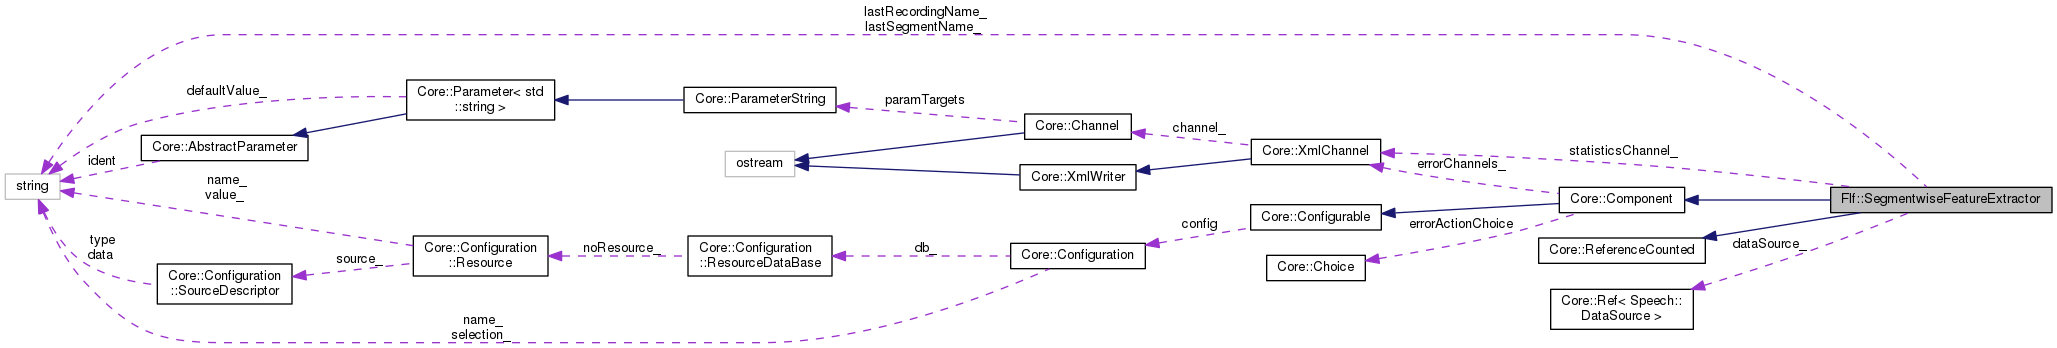 lastRecordingName_
lastSegmentName_
defaultValue_
Core::Parameter< std
::string >
Core::ParameterString
paramTargets
Core::Channel
channel_
Core::XmlChannel
statisticsChannel_
errorChannels_
Core::AbstractParameter
ident
ostream
Core::XmlWriter
string
name_
value_
Core::Component
Flf::SegmentwiseFeatureExtractor
Core::Configurable
config
errorActionChoice
Core::ReferenceCounted
dataSource_
type
data
Core::Configuration
::SourceDescriptor
source_
Core::Configuration
::Resource
noResource_
Core::Configuration
::ResourceDataBase
db_
Core::Configuration
Core::Choice
Core::Ref< Speech::
DataSource >
name_
selection_